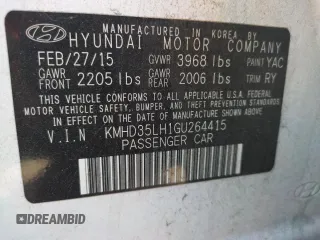 MANUFACTURED IN KOREA BY
HYUNDAI MOTOR COMPANY
FEB/27/15 GVWR 3968 lbs PAINT YAC
GAWR FRONT 2205 lbs GAWR REAR 2006 lbs TRIM RY
THIS VEHICLE CONFORMS TO ALL APPLICABLE U.S.A. FEDERAL
MOTOR VEHICLE SAFETY, BUMPER, AND THEFT PREVENTION STANDARDS
IN EFFECT ON THE DATE OF MANUFACTURE SHOWN ABOVE.
V.I.N KMHD35LH1GU264415
PASSENGER CAR
DREAMBID